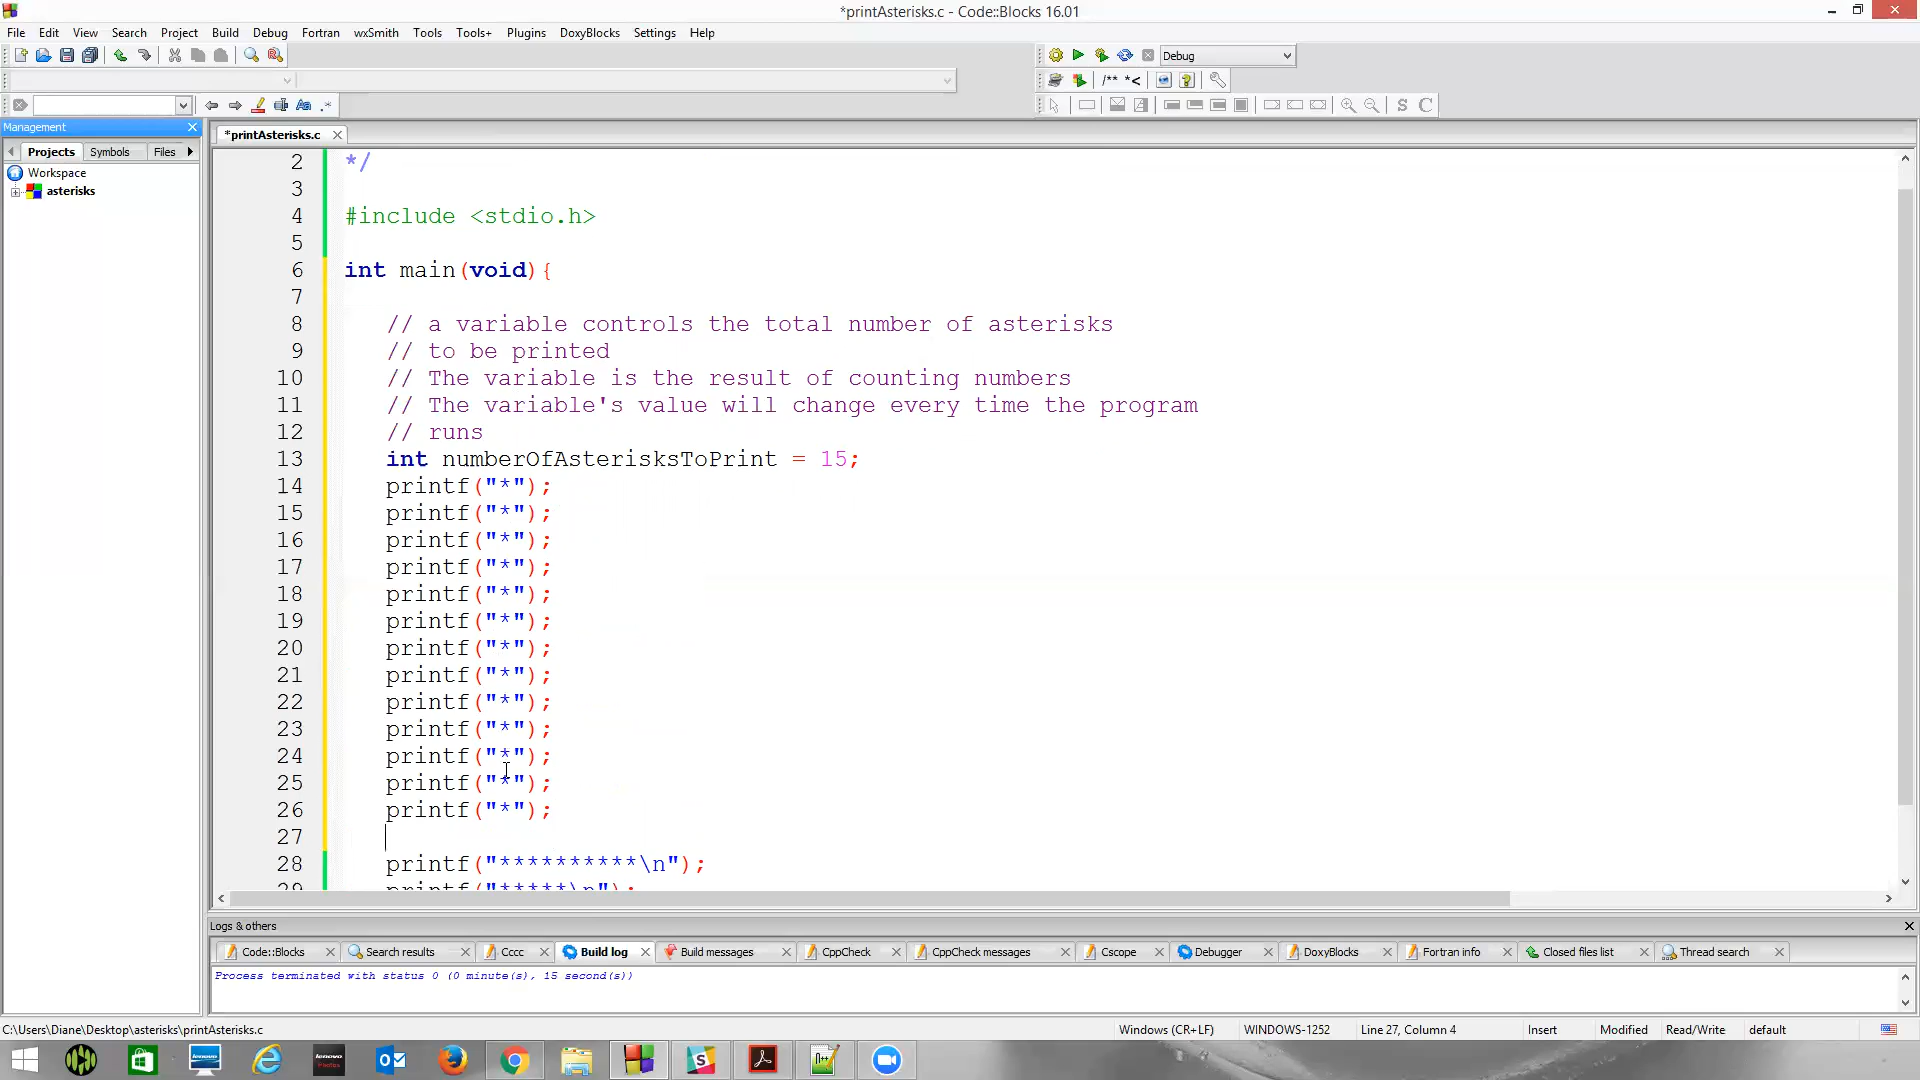 *printAsterisks.c - Code::Blocks 16.01
File Edit View Search Project Build Debug Fortran wxSmith Tools Tools+ Plugins DoxyBlocks Settings Help
Debug
/** *<
Aa .* S C
Management
*printAsterisks.c
Projects Symbols Files
Workspace
asterisks
2 */
3
4 #include <stdio.h>
5
6 int main(void){
7
8 // a variable controls the total number of asterisks
9 // to be printed
10 // The variable is the result of counting numbers
11 // The variable's value will change every time the program
12 // runs
13 int numberOfAsterisksToPrint = 15;
14 printf("*");
15 printf("*");
16 printf("*");
17 printf("*");
18 printf("*");
19 printf("*");
20 printf("*");
21 printf("*");
22 printf("*");
23 printf("*");
24 printf("*");
25 printf("*");
26 printf("*");
27
28 printf("**********\n");
29 printf("*****\n");
Logs & others
Code::Blocks Search results Cccc Build log Build messages CppCheck CppCheck messages Cscope Debugger DoxyBlocks Fortran info Closed files list Thread search
Process terminated with status 0 (0 minute(s), 15 second(s))
C:\Users\Diane\Desktop\asterisks\printAsterisks.c Windows (CR+LF) WINDOWS-1252 Line 27, Column 4 Insert Modified Read/Write default